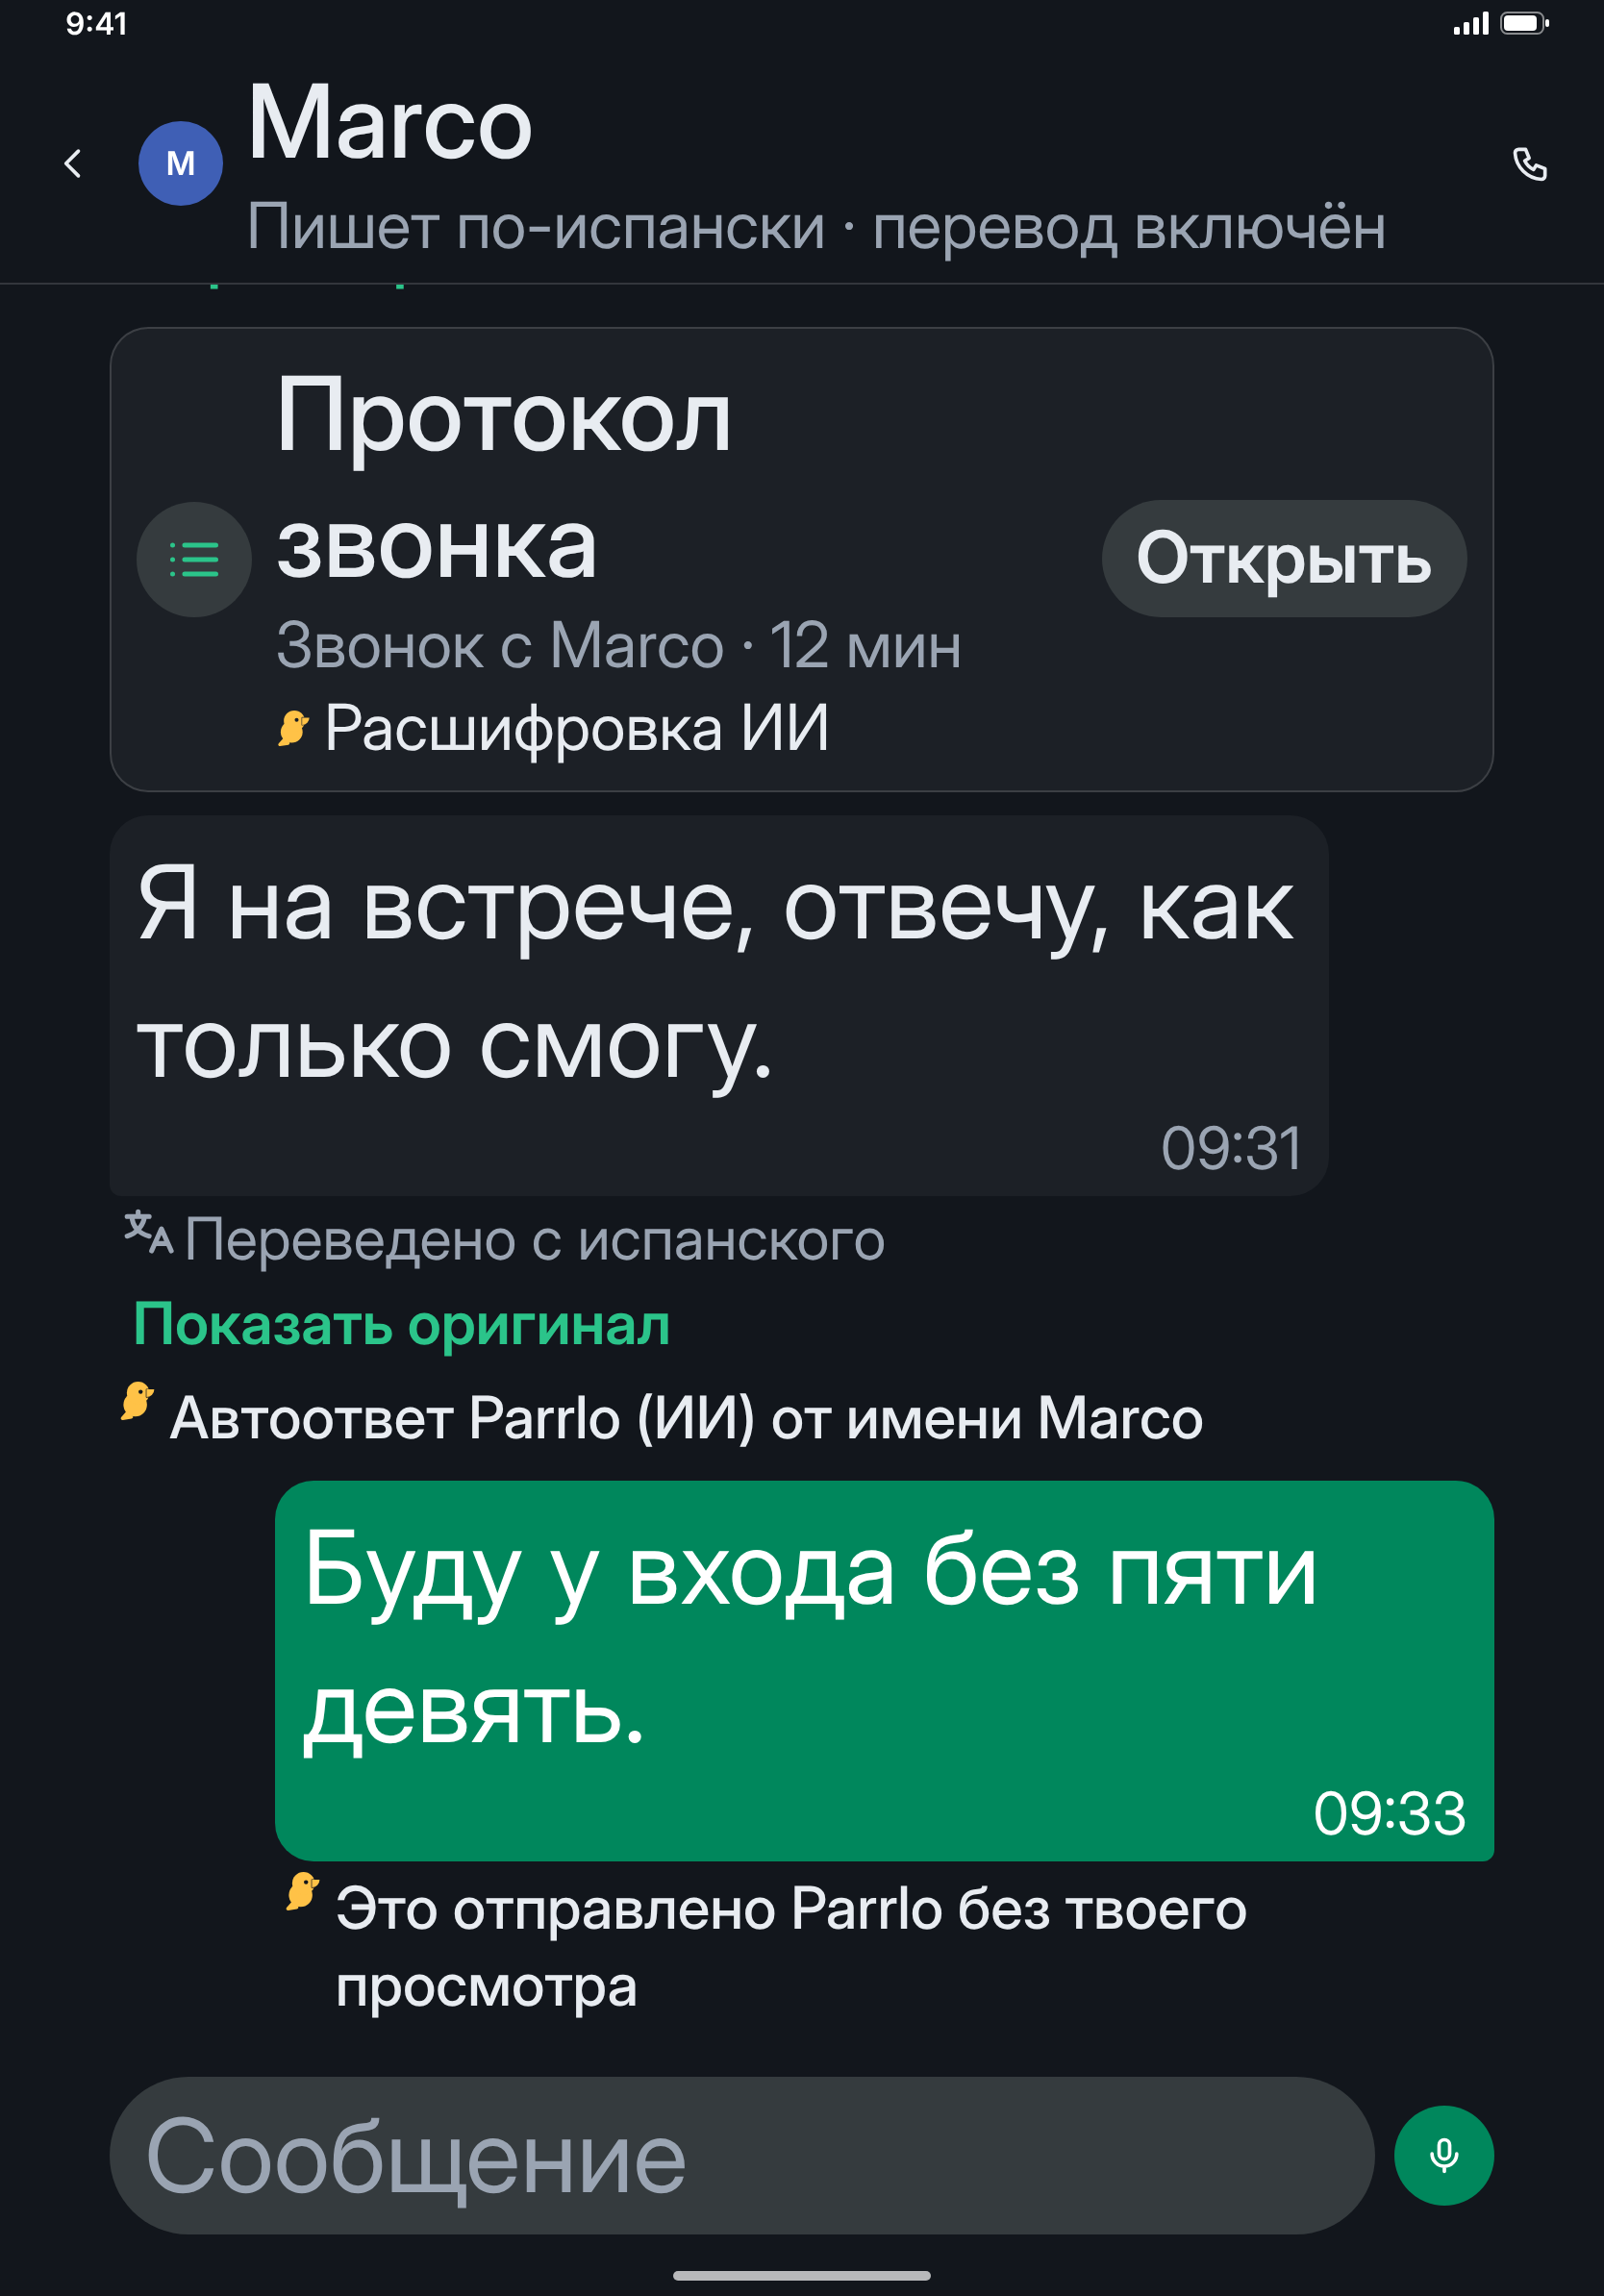 9:41
M
Marco
Пишет по-испански · перевод включён
Протокол
звонка
Открыть
Звонок с Marco · 12 мин
Расшифровка ИИ
Я на встрече, отвечу, как
только смогу.
09:31
Переведено с испанского
Показать оригинал
Автоответ Parrlo (ИИ) от имени Marco
Буду у входа без пяти
девять.
09:33
Это отправлено Parrlo без твоего
просмотра
Сообщение